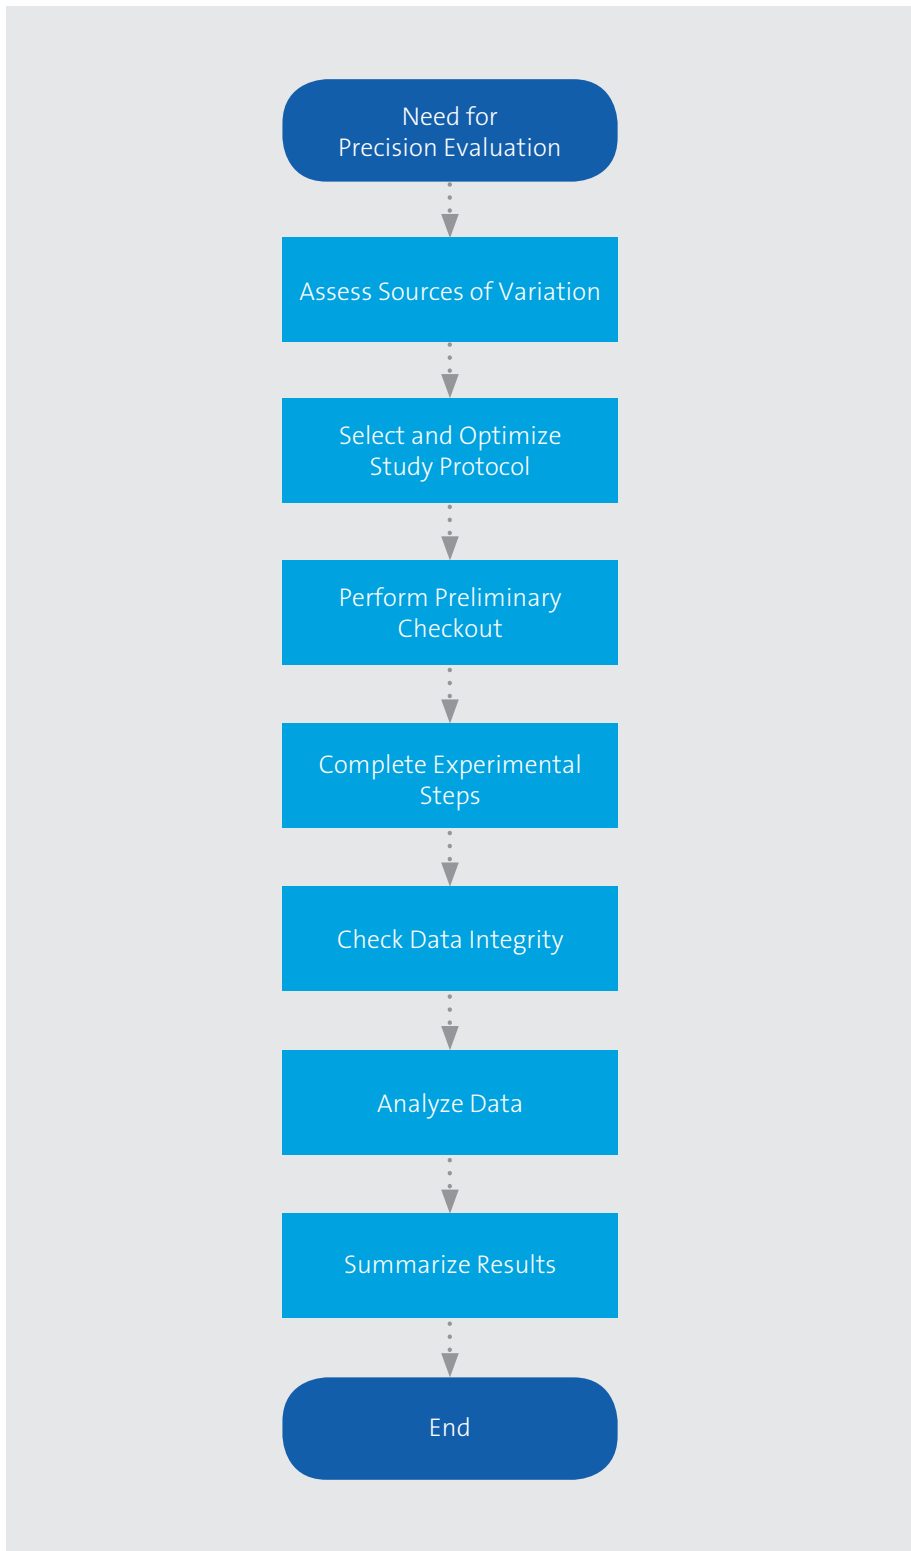 Need for
Precision Evaluation
Assess Sources of Variation
Select and Optimize
Study Protocol
Perform Preliminary
Checkout
Complete Experimental
Steps
Check Data Integrity
Analyze Data
Summarize Results
End